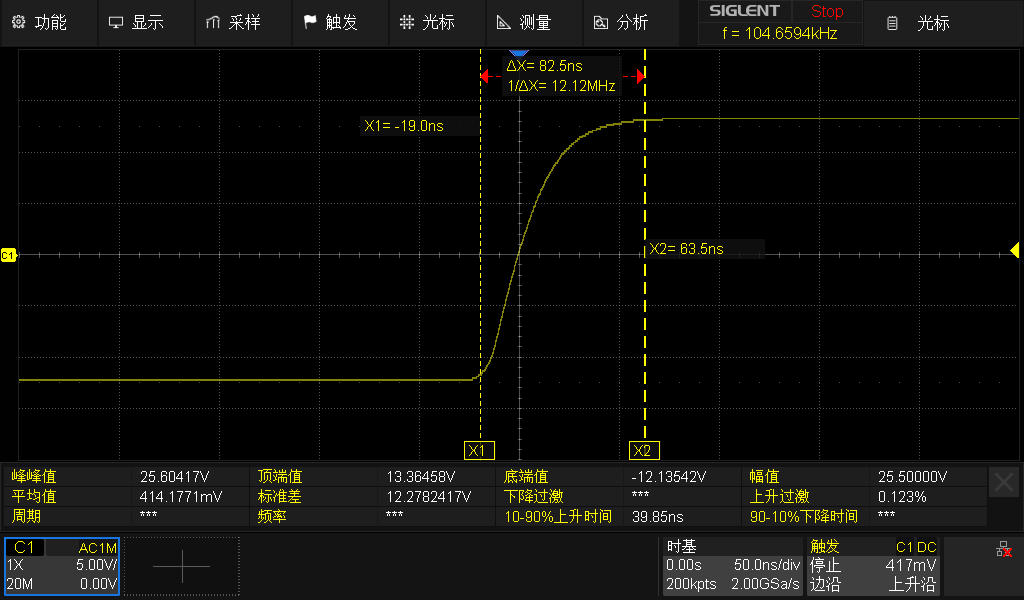 功能 显示 采样 触发 光标 测量 分析 SIGLENT Stop 光标
f = 104.6594kHz
ΔX= 82.5ns
1/ΔX= 12.12MHz
X1= -19.0ns
X2= 63.5ns
C1
X1 X2
峰峰值 25.60417V 顶端值 13.36458V 底端值 -12.13542V 幅值 25.50000V
平均值 414.1771mV 标准差 12.2782417V 下降过激 *** 上升过激 0.123%
周期 *** 频率 *** 10-90%上升时间 39.85ns 90-10%下降时间 ***
C1 AC1M 时基 触发 C1 DC
1X 5.00V/ 0.00s 50.0ns/div 停止 417mV
20M 0.00V 200kpts 2.00GSa/s 边沿 上升沿